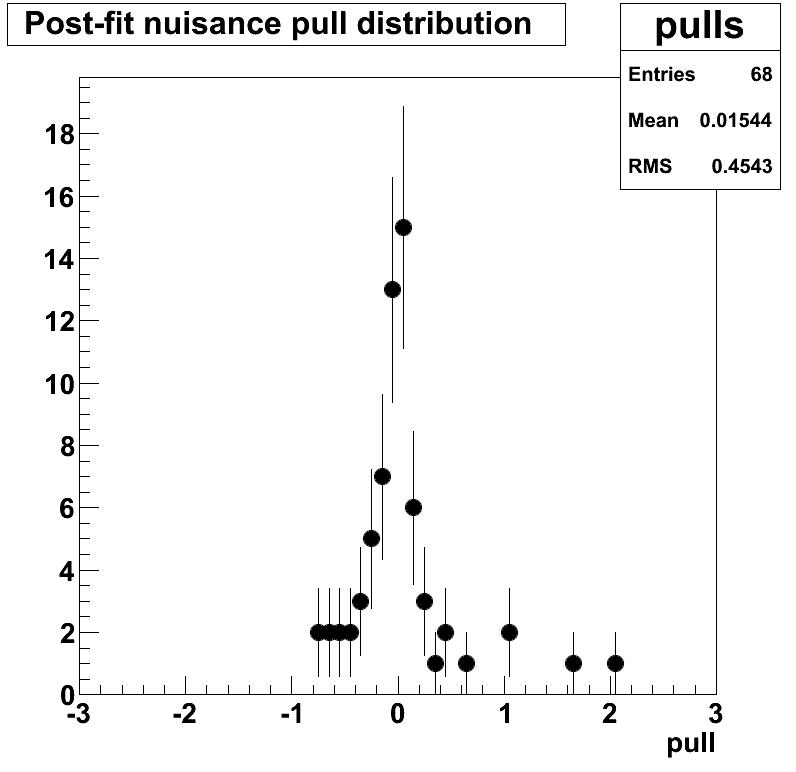 Post-fit nuisance pull distribution
pulls
Entries 68
Mean 0.01544
RMS 0.4543
18
16
14
12
10
8
6
4
2
0
-3 -2 -1 0 1 2 3
pull